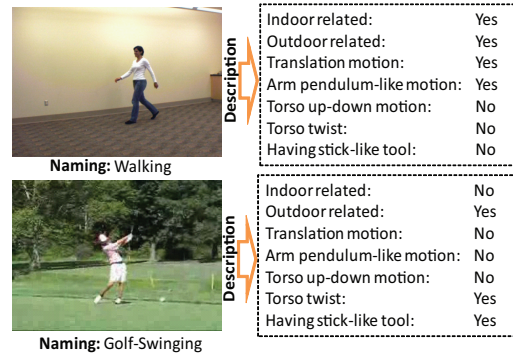 Description
Indoor related: Yes
Outdoor related: Yes
Translation motion: Yes
Arm pendulum-like motion: Yes
Torso up-down motion: No
Torso twist: No
Having stick-like tool: No
Naming: Walking
Description
Indoor related: No
Outdoor related: Yes
Translation motion: No
Arm pendulum-like motion: No
Torso up-down motion: No
Torso twist: Yes
Having stick-like tool: Yes
Naming: Golf-Swinging